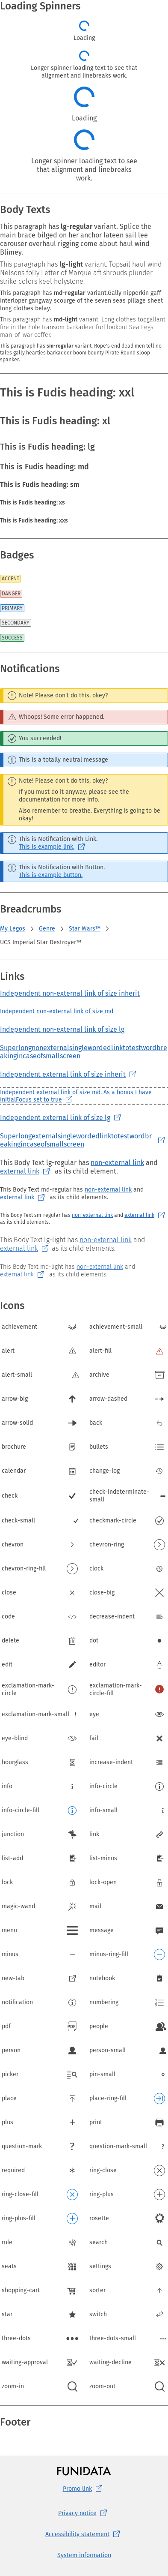 Loading Spinners
Loading
Longer spinner loading text to see that
alignment and linebreaks work.
Loading
Longer spinner loading text to see
that alignment and linebreaks
work.
Body Texts
This paragraph has lg-regular variant. Splice the
main brace bilged on her anchor lateen sail Gold
Road carouser jolly boat doubloon provost
aground cutlass rigging come about hail wind
Blimey.
This paragraph has lg-light variant. Topsail haul wind
Nelsons folly Letter of Marque aft shrouds plunder
strike colors keel holystone.
This paragraph has md-regular variant. Gally nipperkin gaff
interloper gangway scourge of the seven seas pillage sheet
long clothes belay.
This paragraph has md-light variant. Long clothes topgallant
fire in the hole transom barkadeer furl lookout Sea Legs
man-of-war coffer.
This paragraph has sm-regular variant. Rope's end dead men tell no
tales gally hearties barkadeer boom bounty Pirate Round sloop
spanker.
This is Fudis heading: xxl
This is Fudis heading: xl
This is Fudis heading: lg
This is Fudis heading: md
This is Fudis heading: sm
This is Fudis heading: xs
This is Fudis heading: xxs
Badges
ACCENT
DANGER
PRIMARY
SECONDARY
SUCCESS
Notifications
Note! Please don't do this, okey?
Whoops! Some error happened.
You succeeded!
This is a totally neutral message
Note! Please don't do this, okey?
If you must do it anyway, please see the
documentation for more info.
Also remember to breathe. Everything is going to be
okay!
This is Notification with Link.
This is example link.
This is Notification with Button.
This is example button.
Breadcrumbs
My Legos
Genre
Star Wars™
UCS Imperial Star Destroyer™
Links
Independent non-external link of size inherit
Independent non-external link of size md
Independent non-external link of size lg
Superlongnonexternalsinglewordedlinktotestwordbre
akingincaseofsmallscreen
Independent external link of size inherit
Independent external link of size md. As a bonus I have
initialFocus set to true
Independent external link of size lg
Superlongexternalsinglewordedlinktotestwordbr
eakingincaseofsmallscreen
This Body Text lg-regular has non-external link and
external link as its child elements.
This Body Text md-regular has non-external link and
external link as its child elements.
This Body Text sm-regular has non-external link and external link
as its child elements.
This Body Text lg-light has non-external link and
external link as its child elements.
This Body Text md-light has non-external link and
external link as its child elements.
Icons
achievement
achievement-small
alert
alert-fill
alert-small
archive
arrow-big
arrow-dashed
arrow-solid
back
brochure
bullets
calendar
change-log
check
check-indeterminate-
small
check-small
checkmark-circle
chevron
chevron-ring
chevron-ring-fill
clock
close
close-big
code
decrease-indent
delete
dot
edit
editor
exclamation-mark-
circle
exclamation-mark-
circle-fill
exclamation-mark-small
eye
eye-blind
fail
hourglass
increase-indent
info
info-circle
info-circle-fill
info-small
junction
link
list-add
list-minus
lock
lock-open
magic-wand
mail
menu
message
minus
minus-ring-fill
new-tab
notebook
notification
numbering
pdf
people
person
person-small
picker
pin-small
place
place-ring-fill
plus
print
question-mark
question-mark-small
required
ring-close
ring-close-fill
ring-plus
ring-plus-fill
rosette
rule
search
seats
settings
shopping-cart
sorter
star
switch
three-dots
three-dots-small
waiting-approval
waiting-decline
zoom-in
zoom-out
Footer
FUNIDATA
Promo link
Privacy notice
Accessibility statement
System information